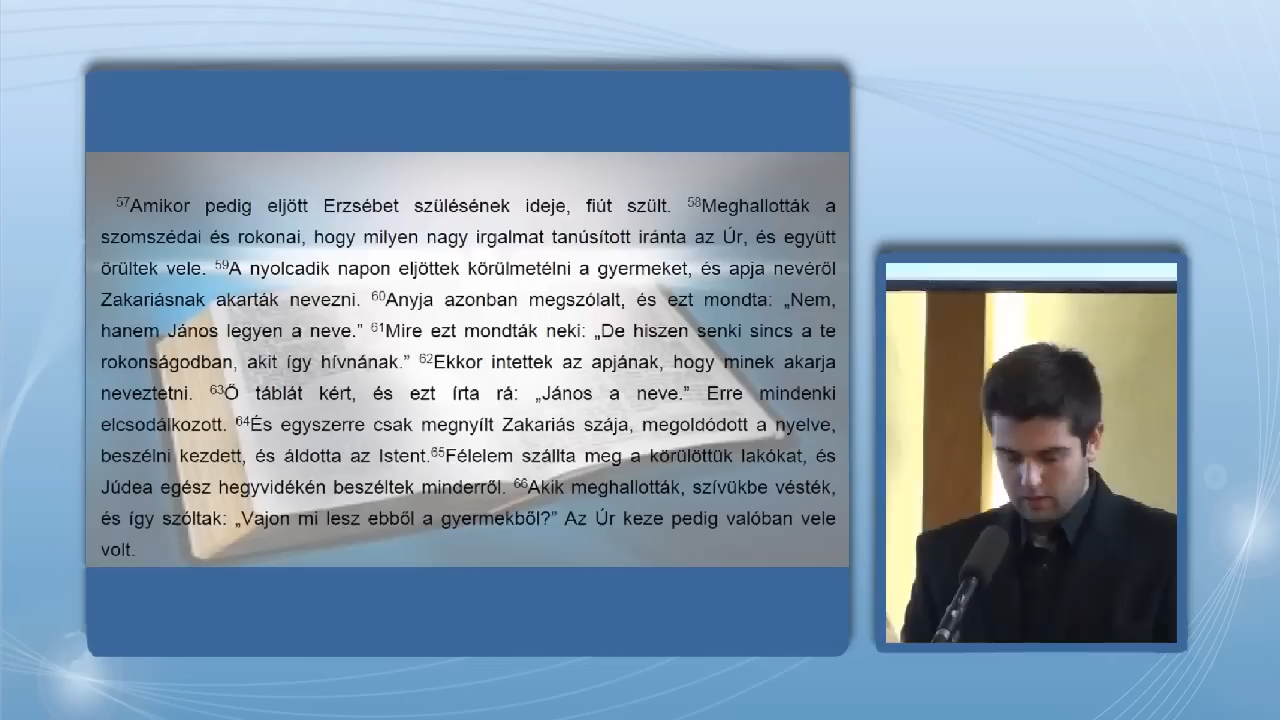 ⁵⁷Amikor pedig eljött Erzsébet szülésének ideje, fiút szült. ⁵⁸Meghallották a
szomszédai és rokonai, hogy milyen nagy irgalmat tanúsított iránta az Úr, és együtt
örültek vele. ⁵⁹A nyolcadik napon eljöttek körülmetélni a gyermeket, és apja nevéről
Zakariásnak akarták nevezni. ⁶⁰Anyja azonban megszólalt, és ezt mondta: „Nem,
hanem János legyen a neve.” ⁶¹Mire ezt mondták neki: „De hiszen senki sincs a te
rokonságodban, akit így hívnának.” ⁶²Ekkor intettek az apjának, hogy minek akarja
neveztetni. ⁶³Ő táblát kért, és ezt írta rá: „János a neve.” Erre mindenki
elcsodálkozott. ⁶⁴És egyszerre csak megnyílt Zakariás szája, megoldódott a nyelve,
beszélni kezdett, és áldotta az Istent.⁶⁵Félelem szállta meg a körülöttük lakókat, és
Júdea egész hegyvidékén beszéltek minderről. ⁶⁶Akik meghallották, szívükbe vésték,
és így szóltak: „Vajon mi lesz ebből a gyermekből?” Az Úr keze pedig valóban vele
volt.